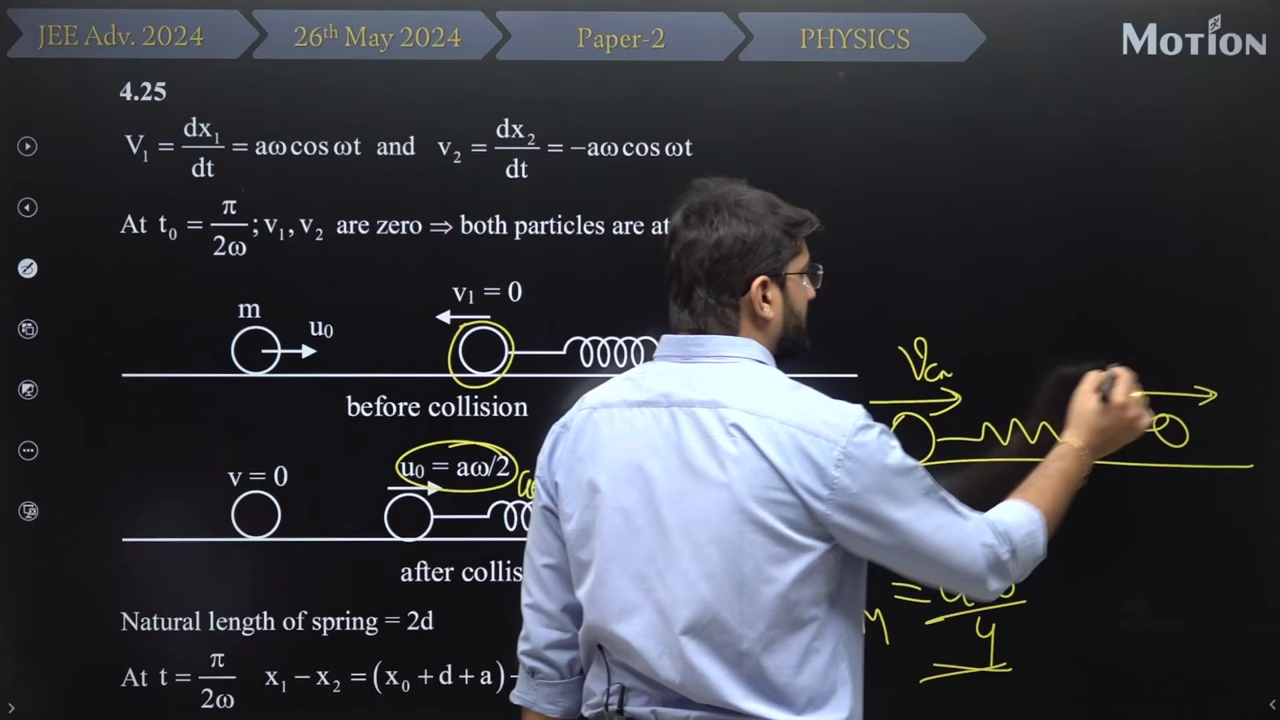 JEE Adv. 2024 26th May 2024 Paper-2 PHYSICS MOTION
4.25
V₁ = dx₁/dt = aω cos ωt and v₂ = dx₂/dt = −aω cos ωt
At t₀ = π/2ω ; v₁, v₂ are zero ⇒ both particles are at
v₁ = 0
m
u₀
Vcm
before collision
u₀ = aω/2
v = 0
after collis
4
Natural length of spring = 2d
At t = π/2ω x₁ − x₂ = (x₀ + d + a) −